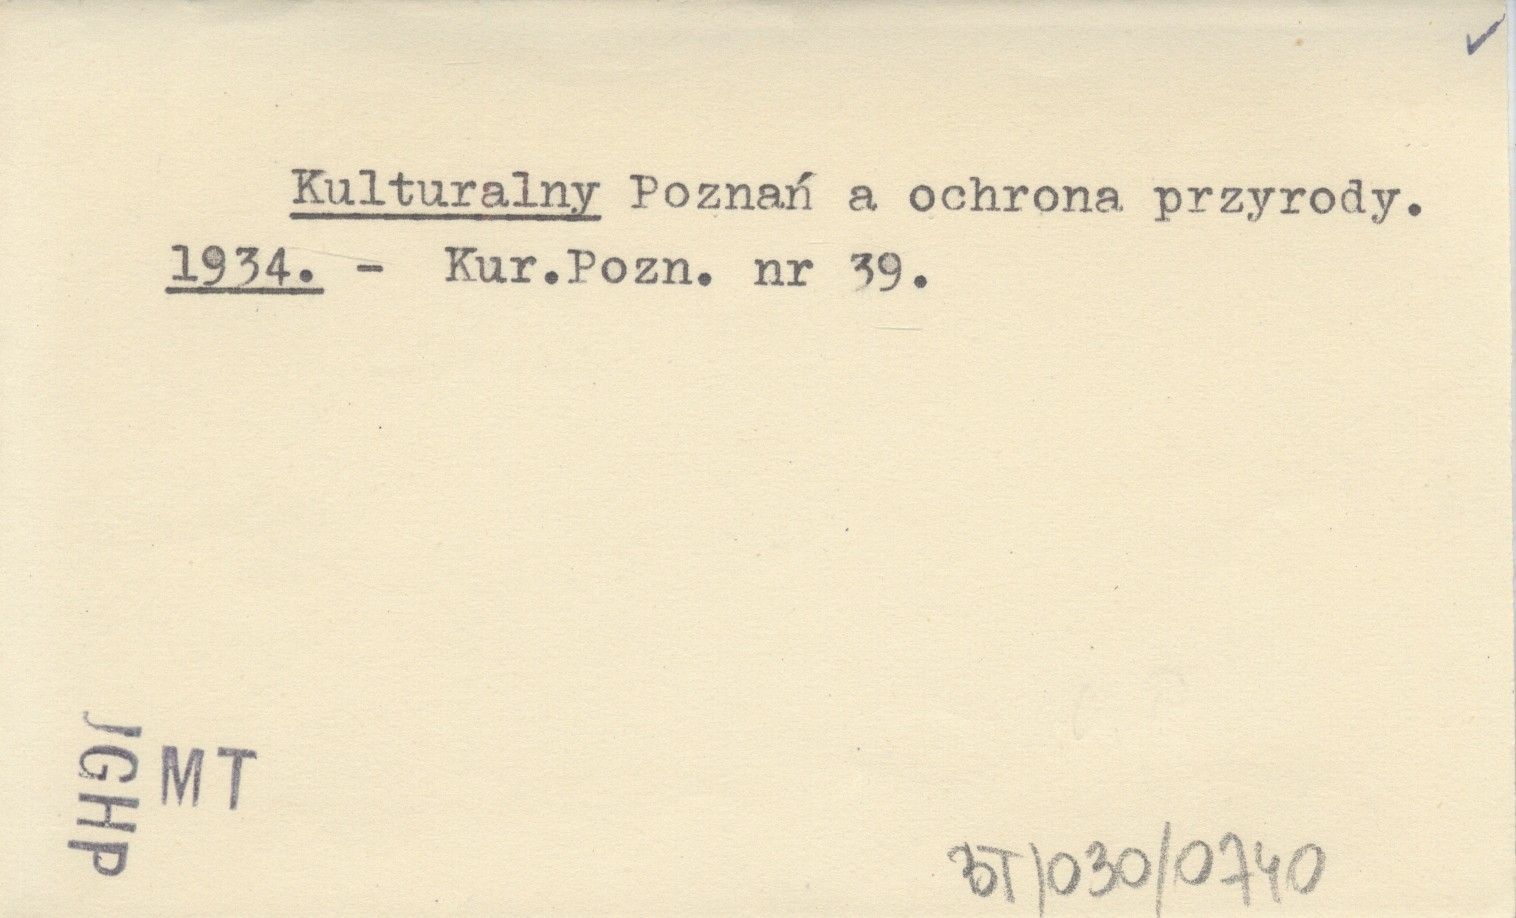 Kulturalny Poznań a ochrona przyrody.
1934. - Kur.Pozn. nr 39.
JGHP
MT
BT/030/0740